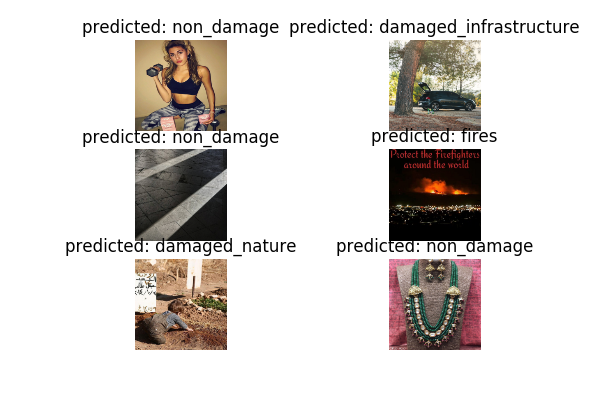 predicted: non_damage
predicted: damaged_infrastructure
predicted: non_damage
predicted: fires
Protect the Firefighters
around the world
predicted: damaged_nature
predicted: non_damage